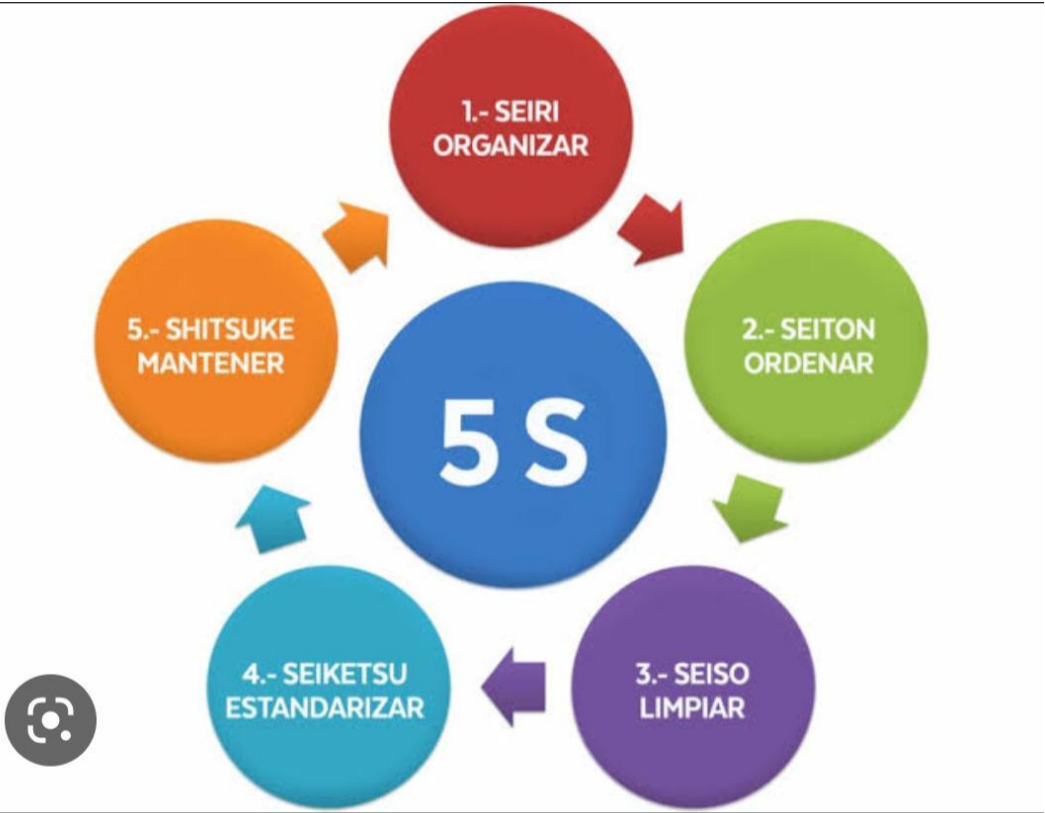 1.- SEIRI
ORGANIZAR
5.- SHITSUKE
MANTENER
2.- SEITON
ORDENAR
5 S
4.- SEIKETSU
ESTANDARIZAR
3.- SEISO
LIMPIAR